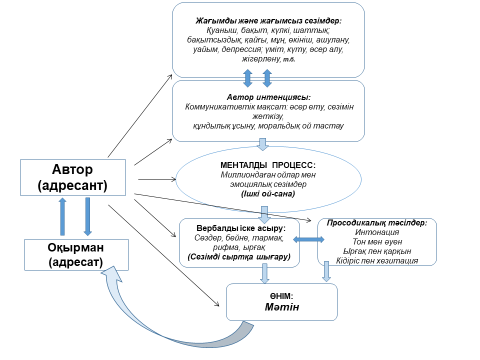 Жағымды және жағымсыз сезімдер:
Қуаныш, бақыт, күлкі, шаттық;
бақытсыздық, қайғы, мұң, өкініш, ашулану,
уайым, депрессия; үміт, күту, әсер алу,
жігерлену, т.б.
Автор интенциясы:
Коммуникативтік мақсат: әсер ету, сезімін
жеткізу,
құндылық ұсыну, моральдық ой тастау
МЕНТАЛДЫ ПРОЦЕСС:
Миллиондаған ойлар мен
эмоциялық сезімдер
(Ішкі ой-сана)
Автор
(адресант)
Оқырман
(адресат)
Вербалды іске асыру:
Сөздер, бейне, тармақ,
рифма, ырғақ
(Сезімді сыртқа шығару)
Просодикалық тәсілдер:
Интонация
Тон мен әуен
Ырғақ пен қарқын
Кідіріс пен хезитация
ӨНІМ:
Мәтін